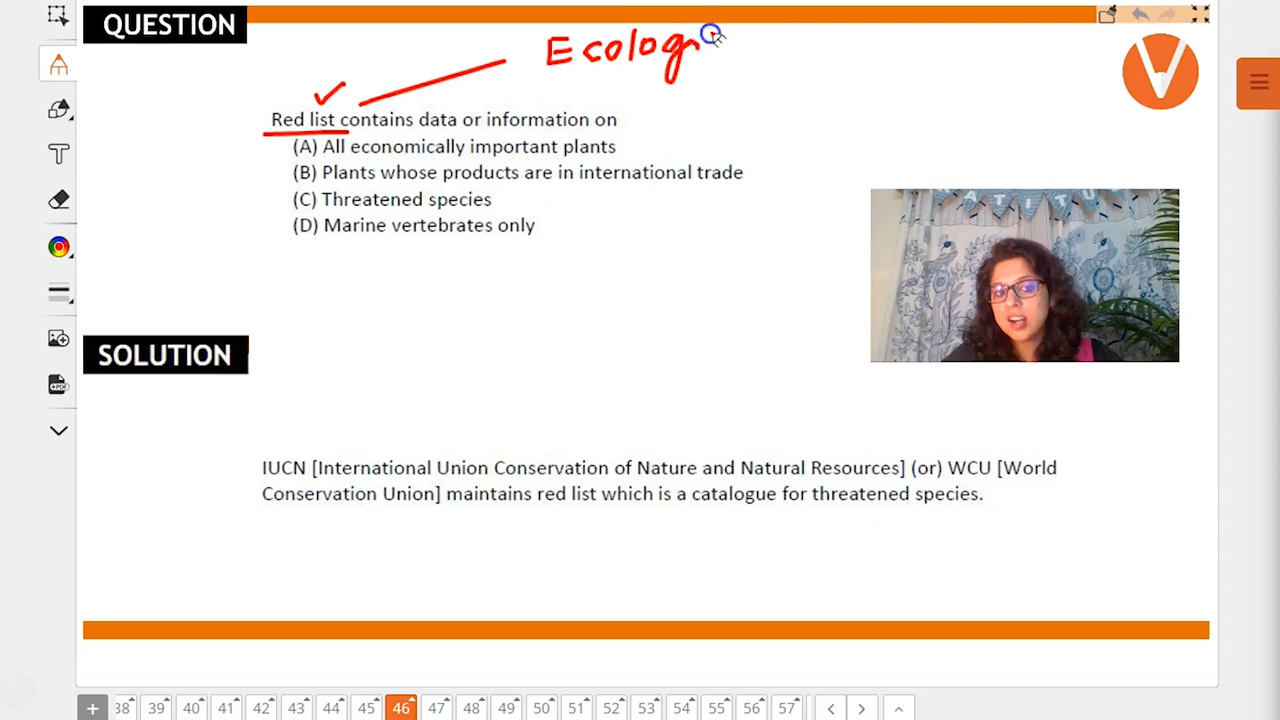 QUESTION
Ecolog
Red list contains data or information on
(A) All economically important plants
(B) Plants whose products are in international trade
(C) Threatened species
(D) Marine vertebrates only
SOLUTION
IUCN [International Union Conservation of Nature and Natural Resources] (or) WCU [World
Conservation Union] maintains red list which is a catalogue for threatened species.
38 39 40 41 42 43 44 45 46 47 48 49 50 51 52 53 54 55 56 57